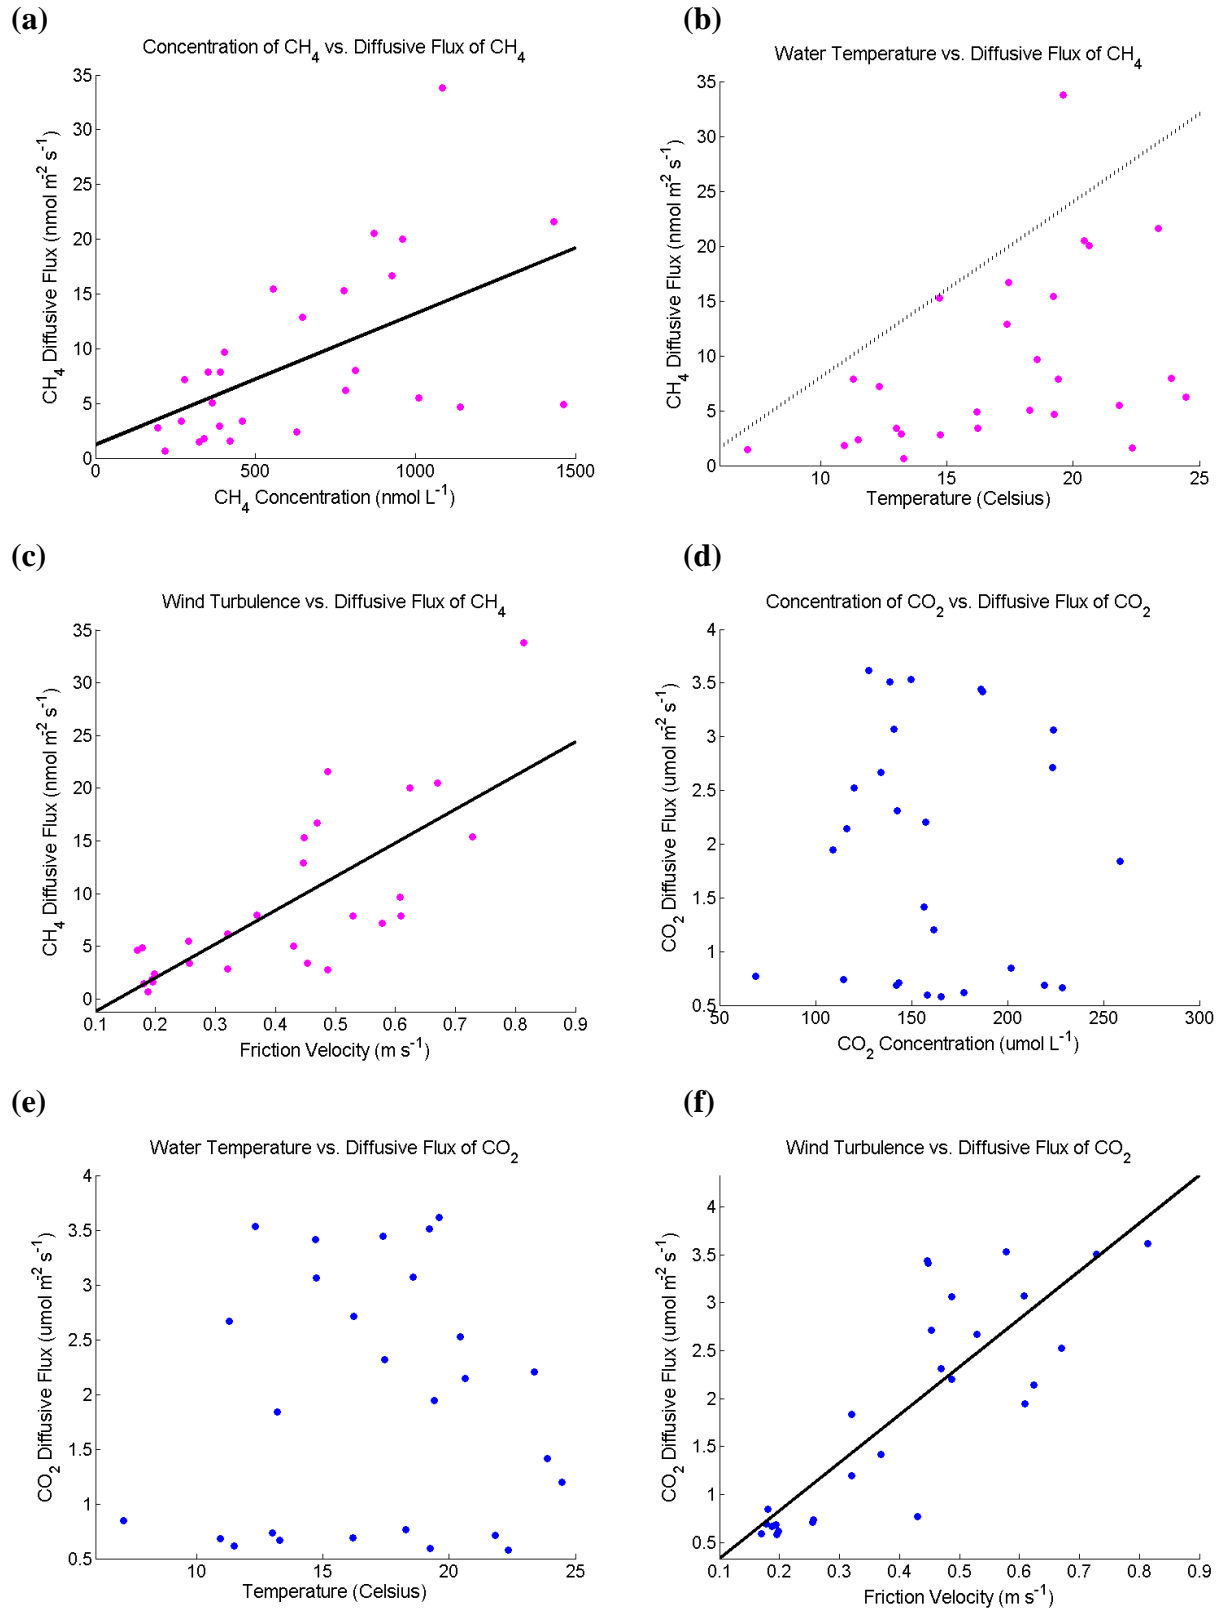 (a)
Concentration of CH4 vs. Diffusive Flux of CH4
35
30
25
20
15
10
5
0
CH4 Diffusive Flux (nmol m-2 s-1)
0 500 1000 1500
CH4 Concentration (nmol L-1)
(b)
Water Temperature vs. Diffusive Flux of CH4
35
30
25
20
15
10
5
0
CH4 Diffusive Flux (nmol m-2 s-1)
10 15 20 25
Temperature (Celsius)
(c)
Wind Turbulence vs. Diffusive Flux of CH4
35
30
25
20
15
10
5
0
CH4 Diffusive Flux (nmol m-2 s-1)
0.1 0.2 0.3 0.4 0.5 0.6 0.7 0.8 0.9
Friction Velocity (m s-1)
(d)
Concentration of CO2 vs. Diffusive Flux of CO2
4
3.5
3
2.5
2
1.5
1
0.5
CO2 Diffusive Flux (umol m-2 s-1)
50 100 150 200 250 300
CO2 Concentration (umol L-1)
(e)
Water Temperature vs. Diffusive Flux of CO2
4
3.5
3
2.5
2
1.5
1
0.5
CO2 Diffusive Flux (umol m-2 s-1)
10 15 20 25
Temperature (Celsius)
(f)
Wind Turbulence vs. Diffusive Flux of CO2
4
3.5
3
2.5
2
1.5
1
0.5
CO2 Diffusive Flux (umol m-2 s-1)
0.1 0.2 0.3 0.4 0.5 0.6 0.7 0.8 0.9
Friction Velocity (m s-1)